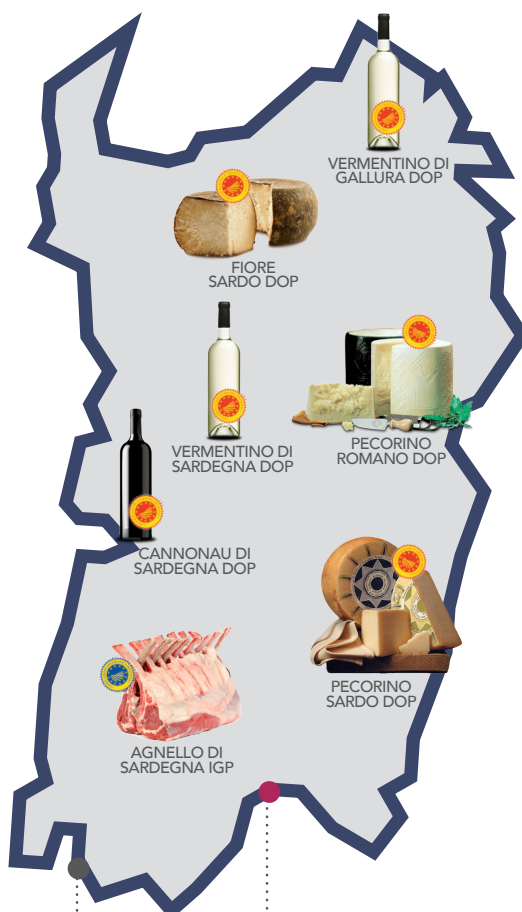 VERMENTINO DI
GALLURA DOP
FIORE
SARDO DOP
VERMENTINO DI
SARDEGNA DOP
PECORINO
ROMANO DOP
CANNONAU DI
SARDEGNA DOP
PECORINO
SARDO DOP
AGNELLO DI
SARDEGNA IGP